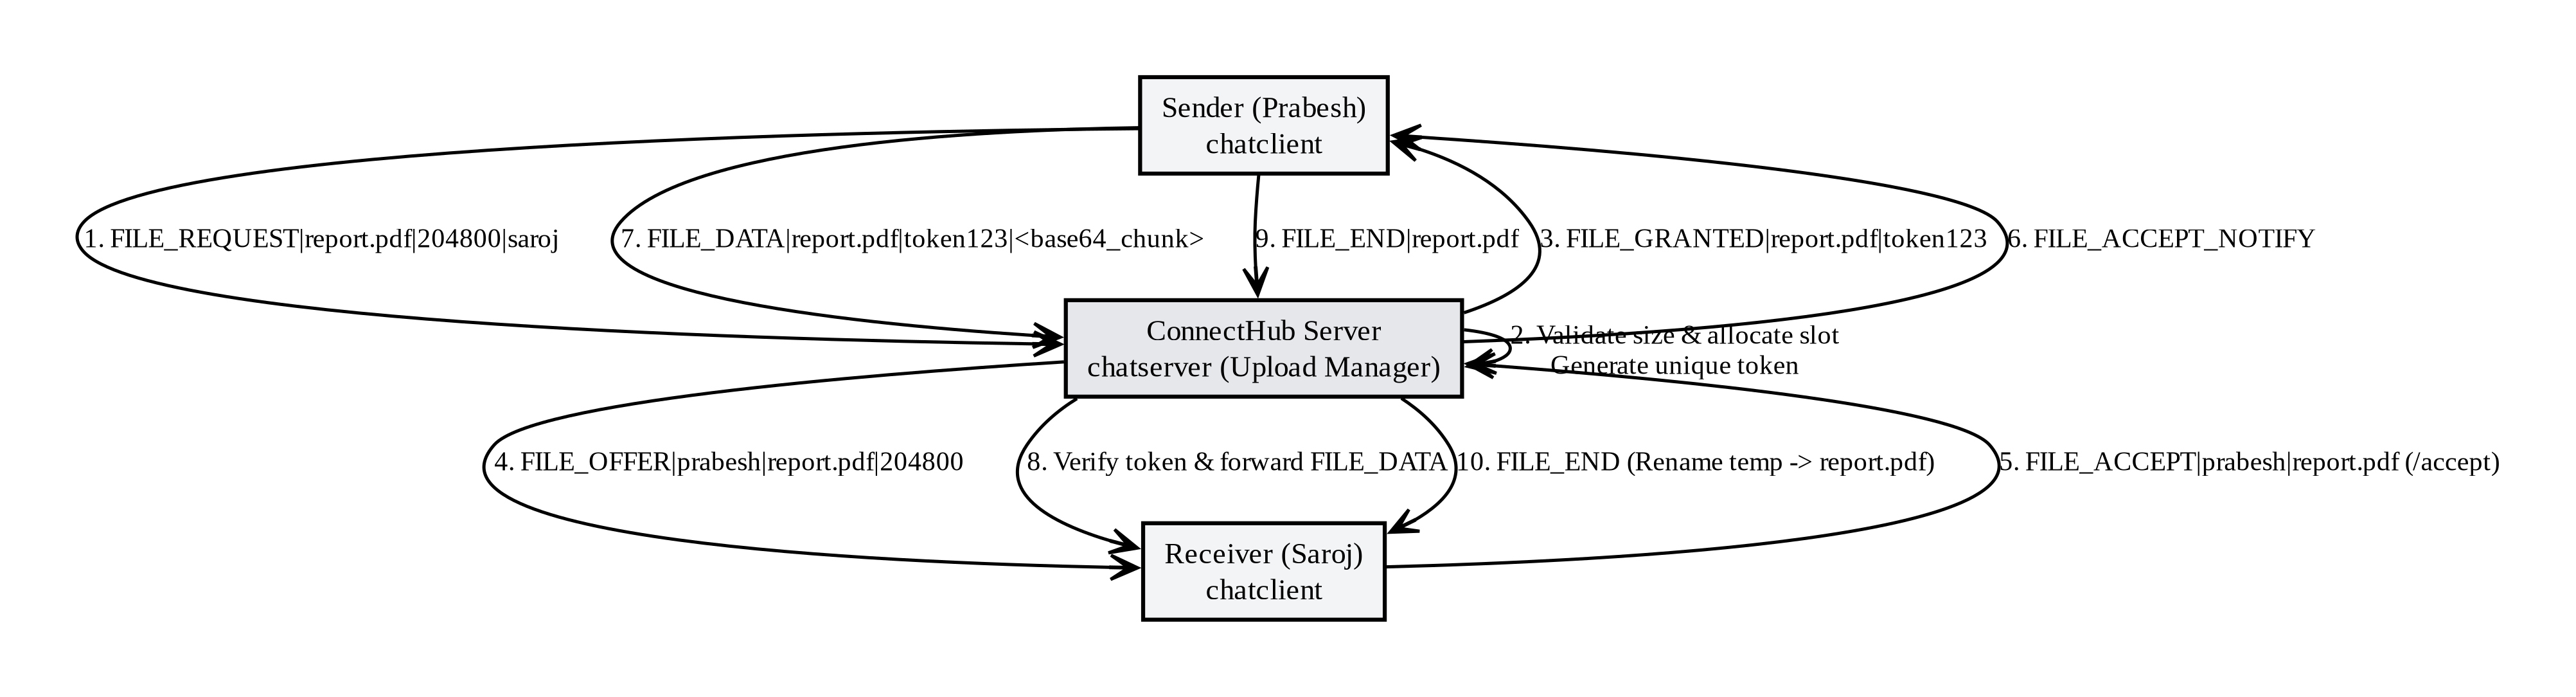 Sender (Prabesh)
chatclient
1. FILE_REQUEST|report.pdf|204800|saroj
7. FILE_DATA|report.pdf|token123|<base64_chunk>
9. FILE_END|report.pdf
3. FILE_GRANTED|report.pdf|token123
6. FILE_ACCEPT_NOTIFY
ConnectHub Server
chatserver (Upload Manager)
2. Validate size & allocate slot
Generate unique token
4. FILE_OFFER|prabesh|report.pdf|204800
8. Verify token & forward FILE_DATA
10. FILE_END (Rename temp -> report.pdf)
5. FILE_ACCEPT|prabesh|report.pdf (/accept)
Receiver (Saroj)
chatclient